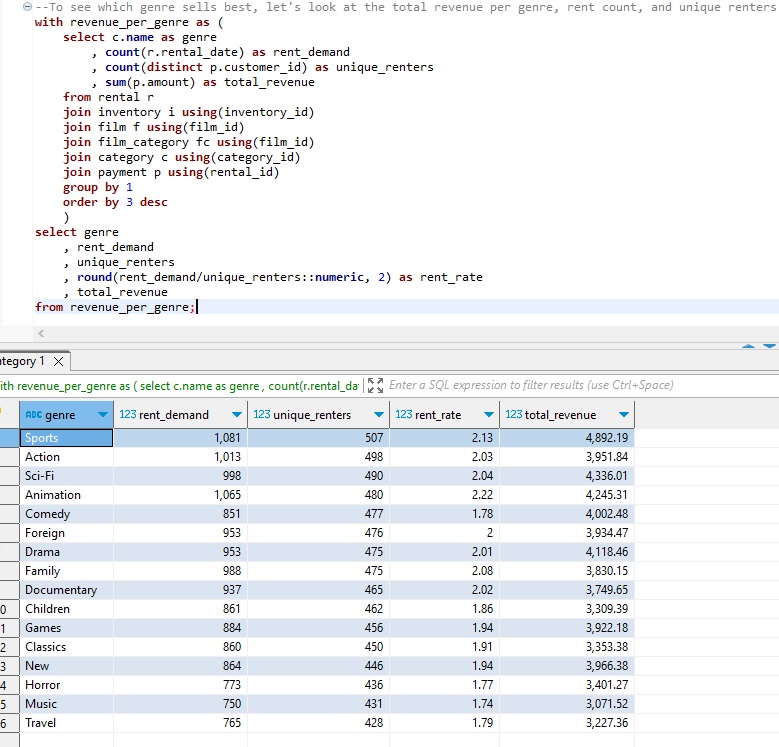 --To see which genre sells best, let's look at the total revenue per genre, rent count, and unique renters
with revenue_per_genre as (
select c.name as genre
, count(r.rental_date) as rent_demand
, count(distinct p.customer_id) as unique_renters
, sum(p.amount) as total_revenue
from rental r
join inventory i using(inventory_id)
join film f using(film_id)
join film_category fc using(film_id)
join category c using(category_id)
join payment p using(rental_id)
group by 1
order by 3 desc
)
select genre
, rent_demand
, unique_renters
, round(rent_demand/unique_renters::numeric, 2) as rent_rate
, total_revenue
from revenue_per_genre;
ategory 1
ith revenue_per_genre as ( select c.name as genre , count(r.rental_da Enter a SQL expression to filter results (use Ctrl+Space)
ABC genre 123 rent_demand 123 unique_renters 123 rent_rate 123 total_revenue
Sports 1,081 507 2.13 4,892.19
Action 1,013 498 2.03 3,951.84
Sci-Fi 998 490 2.04 4,336.01
Animation 1,065 480 2.22 4,245.31
Comedy 851 477 1.78 4,002.48
Foreign 953 476 2 3,934.47
Drama 953 475 2.01 4,118.46
Family 988 475 2.08 3,830.15
Documentary 937 465 2.02 3,749.65
0 Children 861 462 1.86 3,309.39
1 Games 884 456 1.94 3,922.18
2 Classics 860 450 1.91 3,353.38
3 New 864 446 1.94 3,966.38
4 Horror 773 436 1.77 3,401.27
5 Music 750 431 1.74 3,071.52
6 Travel 765 428 1.79 3,227.36